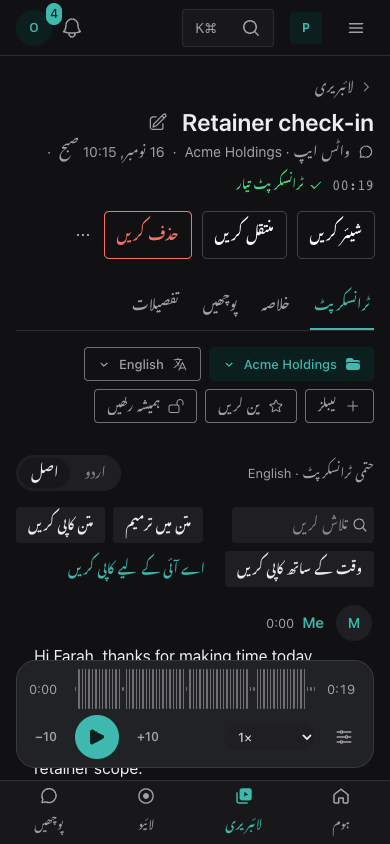 4
O
K⌘
P
لائبریری
Retainer check-in
واٹس ایپ · Acme Holdings · 16 نومبر, 10:15 صبح ·
00:19 ✓ ٹرانسکرپٹ تیار
شیئر کریں
منتقل کریں
حذف کریں
...
ٹرانسکرپٹ
خلاصہ
پوچھیں
تفصیلات
Acme Holdings
English
+ لیبلز
پن کریں
ہمیشہ رکھیں
حتمی ٹرانسکرپٹ · English
اردو
اصل
تلاش کریں
متن میں ترمیم
متن کاپی کریں
وقت کے ساتھ کاپی کریں
اے آئی کے لیے کاپی کریں
M Me 0:00
Hi Farah, thanks for making time today
0:00
0:19
−10
+10
1×
retainer scope.
ہوم
لائبریری
لائیو
پوچھیں